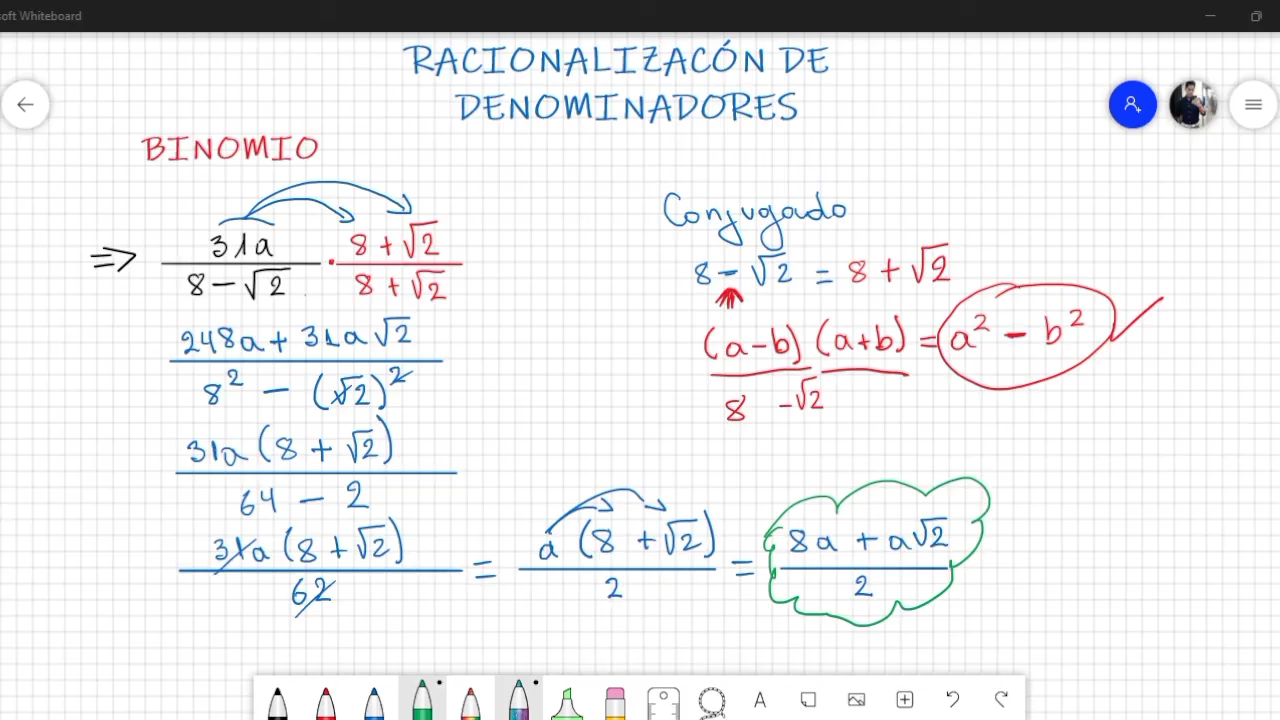 soft Whiteboard
RACIONALIZACÓN DE
DENOMINADORES
BINOMIO
⇒ 31a / 8 − √2 · 8 + √2 / 8 + √2
248a + 31a√2 / 8² − (√2)²
31a (8 + √2) / 64 − 2
31a (8 + √2) / 62 = a (8 + √2) / 2 = 8a + a√2 / 2
Conjugado
8 − √2 = 8 + √2
(a − b) (a + b) = a² − b²
8 −√2
A